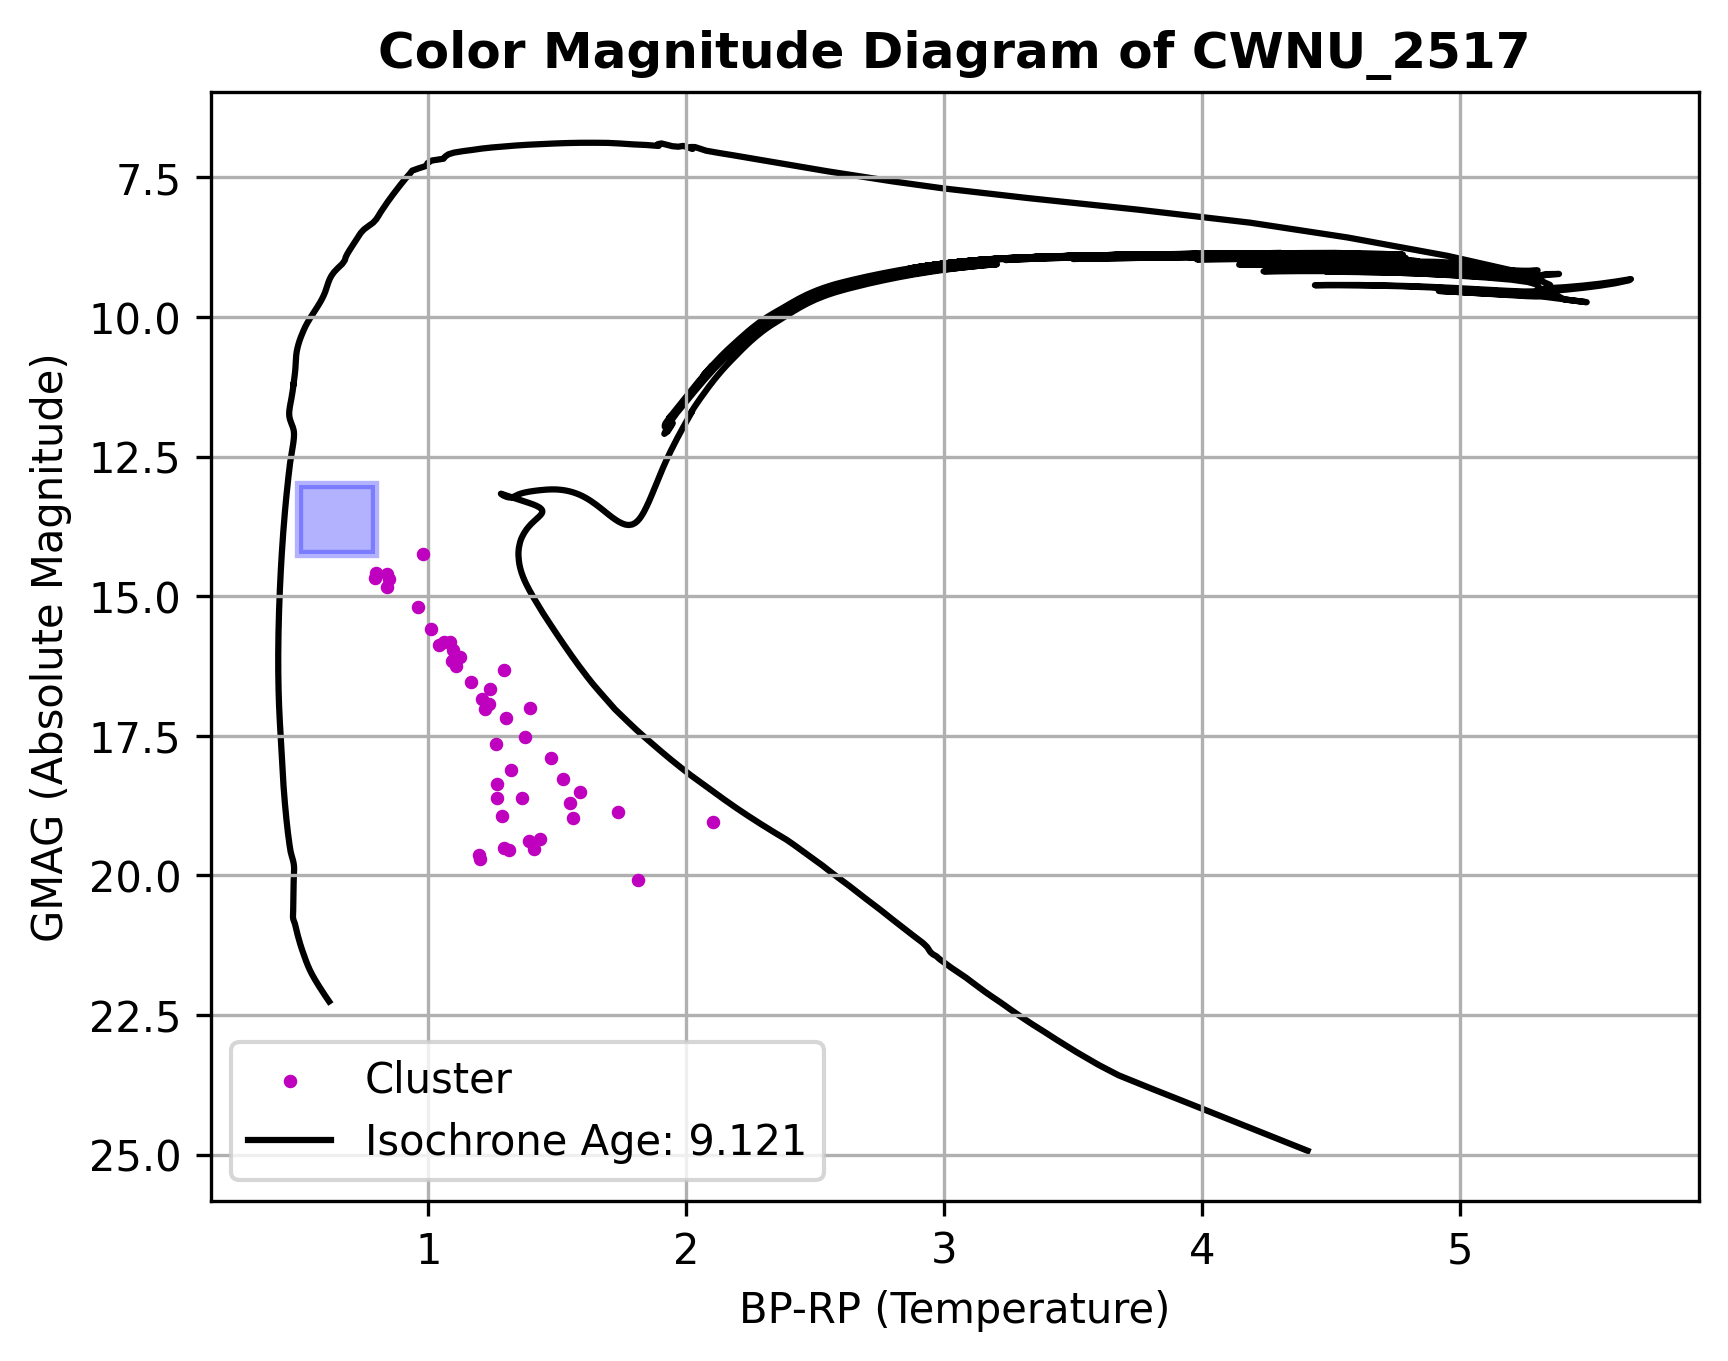 Color Magnitude Diagram of CWNU_2517
GMAG (Absolute Magnitude)
7.5
10.0
12.5
15.0
17.5
20.0
22.5
25.0
Cluster
Isochrone Age: 9.121
1 2 3 4 5
BP-RP (Temperature)